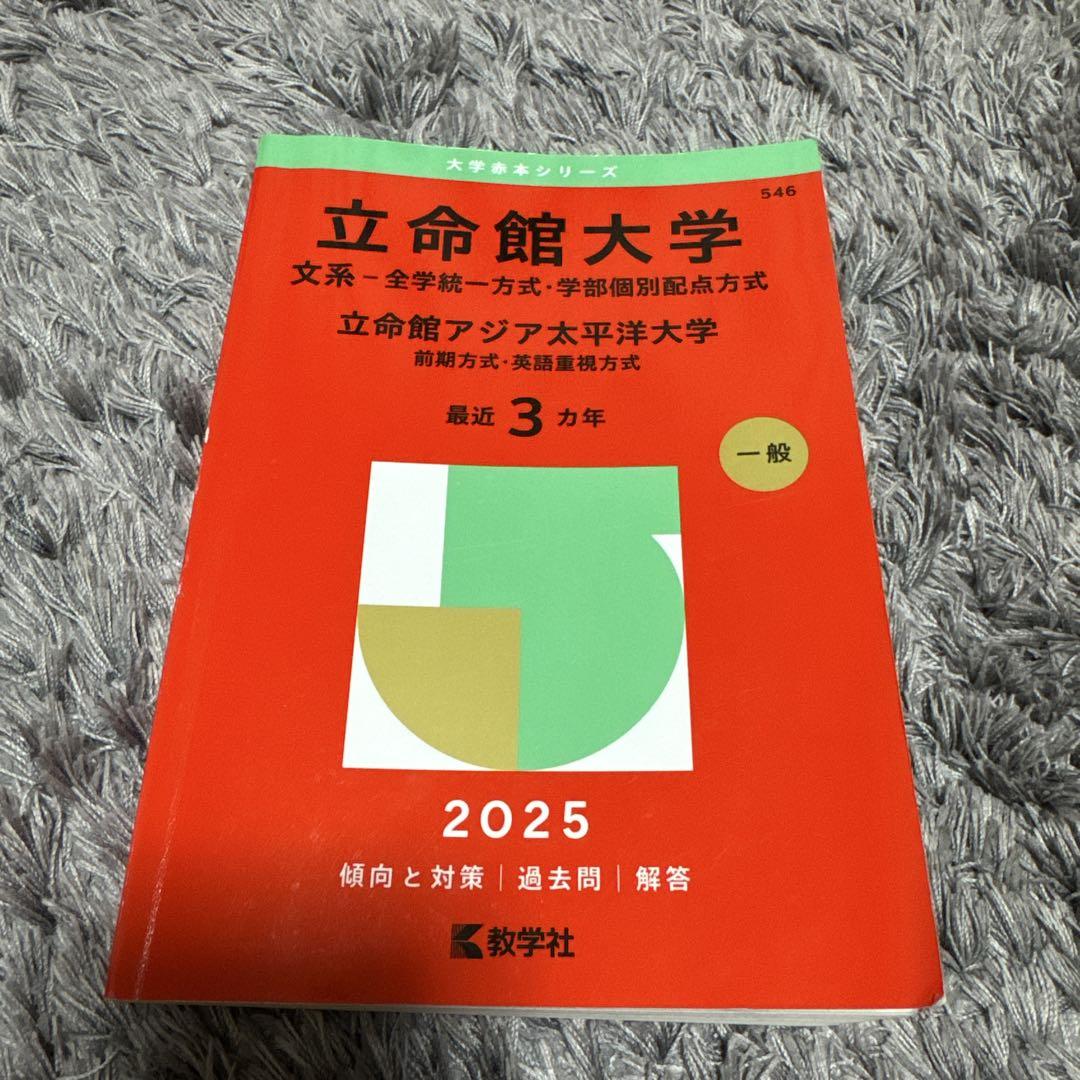 大学赤本シリーズ
546
立命館大学
文系-全学統一方式・学部個別配点方式
立命館アジア太平洋大学
前期方式・英語重視方式
最近3カ年
一般
2025
傾向と対策|過去問|解答
教学社